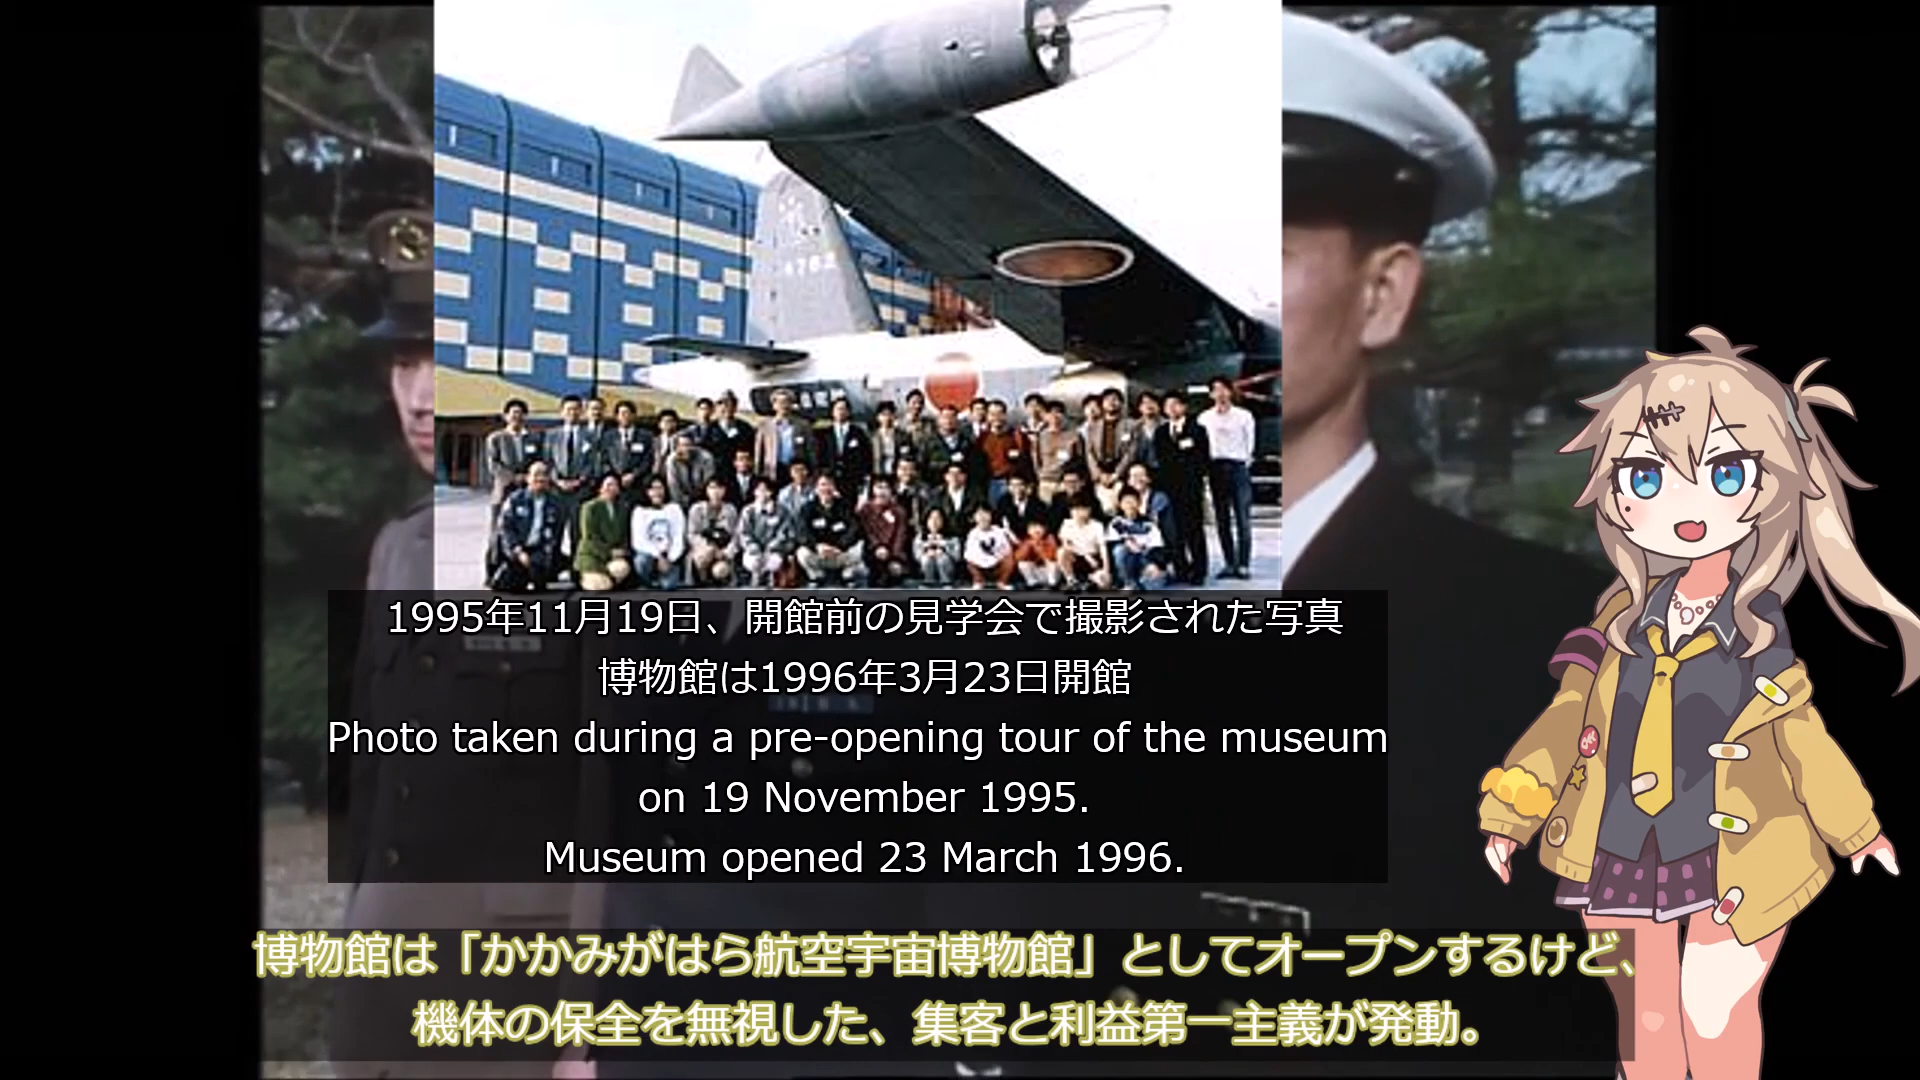 4762
1995年11月19日、開館前の見学会で撮影された写真
博物館は1996年3月23日開館
Photo taken during a pre-opening tour of the museum
on 19 November 1995.
Museum opened 23 March 1996.
博物館は「かかみがはら航空宇宙博物館」としてオープンするけど、
機体の保全を無視した、集客と利益第一主義が発動。